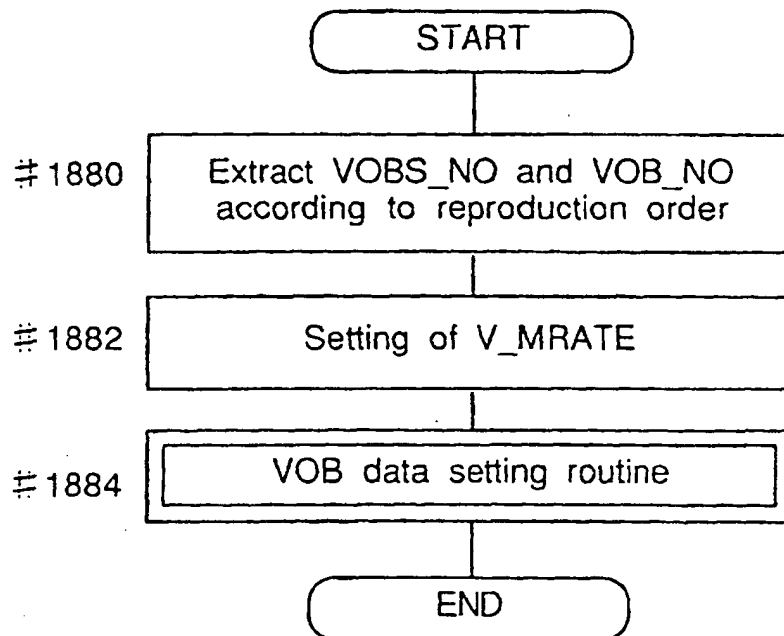 START
#1880
Extract VOBS_NO and VOB_NO
according to reproduction order
#1882
Setting of V_MRATE
#1884
VOB data setting routine
END